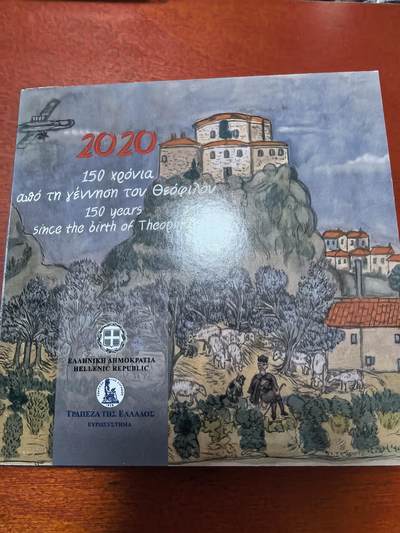 2020
150 χρόνια
από τη γέννηση του Θεόφιλου
150 years
since the birth of Theophilos
ΕΛΛΗΝΙΚΗ ΔΗΜΟΚΡΑΤΙΑ
HELLENIC REPUBLIC
ΤΡΑΠΕΖΑ ΤΗΣ ΕΛΛΑΔΟΣ
ΕΥΡΩΣΥΣΤΗΜΑ